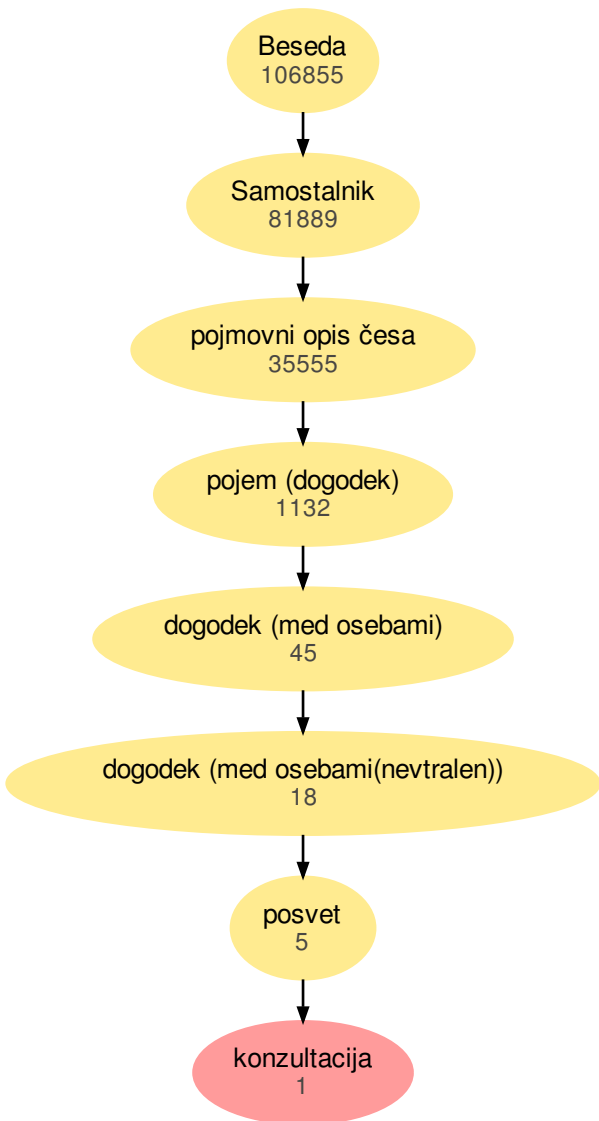 Beseda
106855
Samostalnik
81889
pojmovni opis česa
35555
pojem (dogodek)
1132
dogodek (med osebami)
45
dogodek (med osebami(nevtralen))
18
posvet
5
konzultacija
1